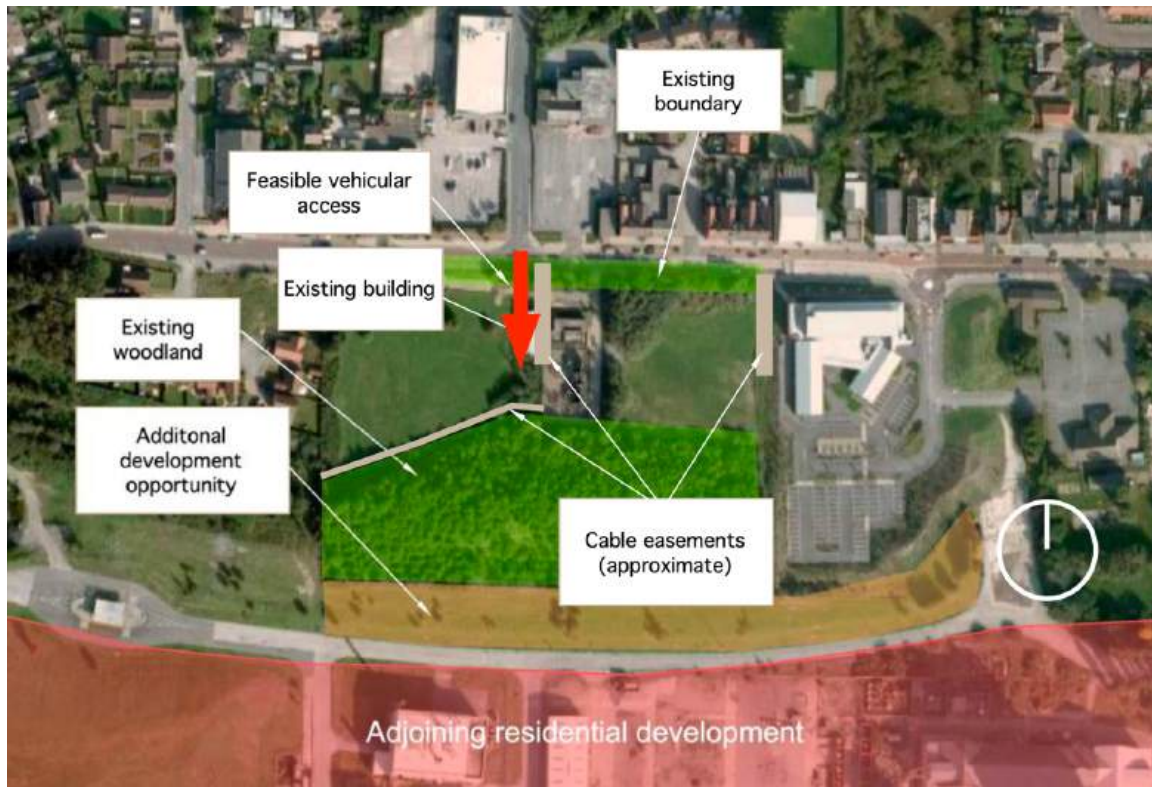 Existing
boundary
Feasible vehicular
access
Existing building
Existing
woodland
Additonal
development
opportunity
Cable easements
(approximate)
Adjoining residential development